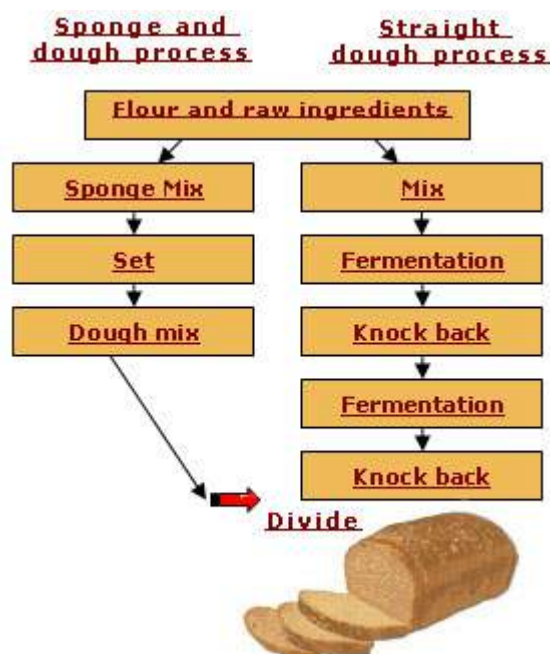 Sponge and
dough process
Straight
dough process
Flour and raw ingredients
Sponge Mix
Mix
Set
Fermentation
Dough mix
Knock back
Fermentation
Knock back
Divide